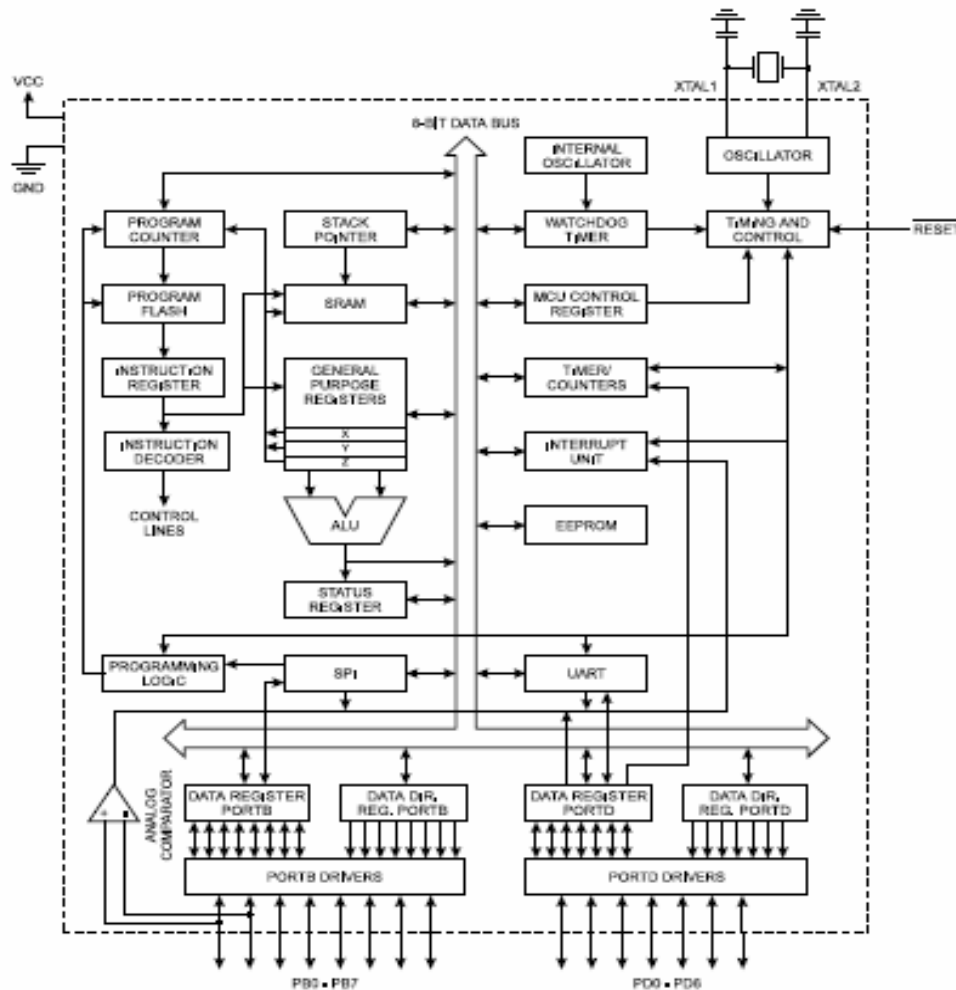 XTAL1
XTAL2
VCC
GND
8-BIT DATA BUS
INTERNAL
OSCILLATOR
OSCILLATOR
PROGRAM
COUNTER
STACK
POINTER
WATCHDOG
TIMER
TIMING AND
CONTROL
RESET
PROGRAM
FLASH
SRAM
MCU CONTROL
REGISTER
INSTRUCTION
REGISTER
GENERAL
PURPOSE
REGISTERS
X
Y
Z
TIMER/
COUNTERS
INSTRUCTION
DECODER
INTERRUPT
UNIT
CONTROL
LINES
ALU
EEPROM
STATUS
REGISTER
PROGRAMMING
LOGIC
SPI
UART
ANALOG
COMPARATOR
+
-
DATA REGISTER
PORTB
DATA DIR.
REG. PORTB
DATA REGISTER
PORTD
DATA DIR.
REG. PORTD
PORTB DRIVERS
PORTD DRIVERS
PB0 - PB7
PD0 - PD6